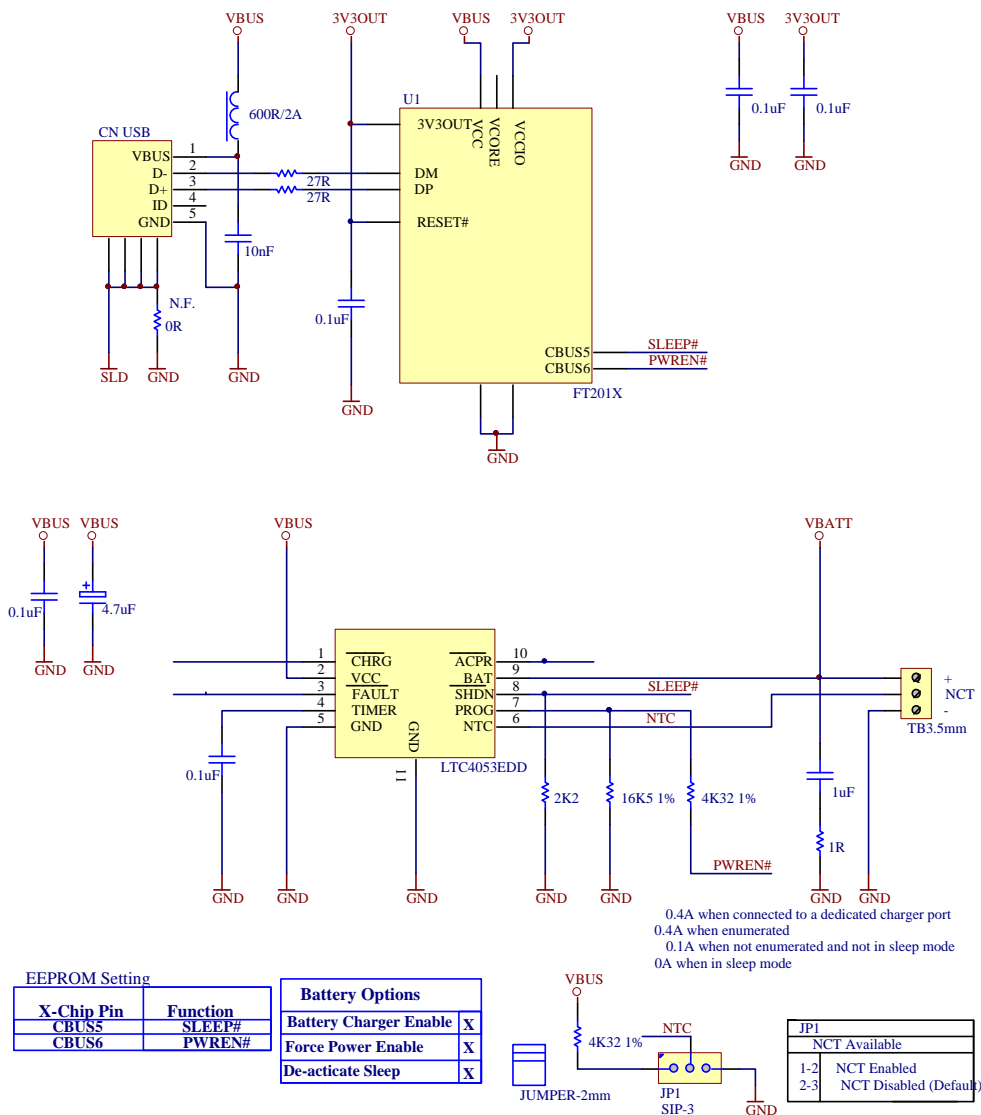 VBUS
3V3OUT
VBUS
3V3OUT
VBUS
3V3OUT
600R/2A
U1
0.1uF
0.1uF
CN USB
3V3OUT
VCC
VCORE
VCCIO
VBUS
1
D-
2
DM
GND
GND
D+
3
27R
DP
ID
4
27R
GND
5
RESET#
10nF
N.F.
0R
0.1uF
SLD
GND
GND
CBUS5
SLEEP#
CBUS6
PWREN#
FT201X
GND
GND
VBUS
VBUS
VBUS
VBATT
0.1uF
4.7uF
GND
GND
1
CHRG
ACPR
10
2
VCC
BAT
9
3
FAULT
SHDN
8
SLEEP#
4
TIMER
PROG
7
5
GND
NTC
6
NTC
GND
11
LTC4053EDD
+
NCT
-
TB3.5mm
0.1uF
2K2
16K5 1%
4K32 1%
1uF
1R
PWREN#
GND
GND
GND
GND
GND
GND
GND
0.4A when connected to a dedicated charger port
0.4A when enumerated
0.1A when not enumerated and not in sleep mode
0A when in sleep mode
EEPROM Setting
X-Chip Pin Function
CBUS5 SLEEP#
CBUS6 PWREN#
Battery Options
Battery Charger Enable X
Force Power Enable X
De-acticate Sleep X
VBUS
4K32 1%
NTC
JUMPER-2mm
JP1
SIP-3
GND
JP1
NCT Available
1-2 NCT Enabled
2-3 NCT Disabled (Default)